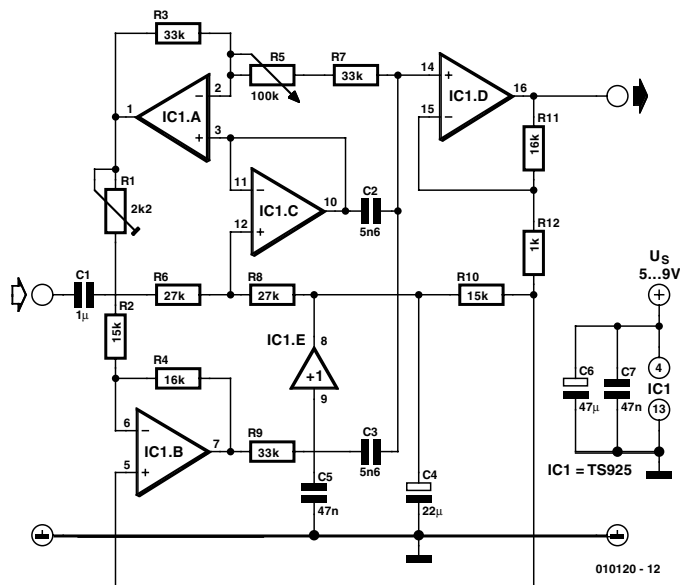 R3
33k
R5
100k
R7
33k
1
2
3
IC1.A
14
15
16
IC1.D
R11
16k
R1
2k2
11
12
10
IC1.C
C2
5n6
R12
1k
US
5...9V
C1
1µ
R2
15k
R6
27k
R8
27k
R10
15k
IC1.E
8
+1
9
C6
47µ
C7
47n
4
IC1
13
R4
16k
6
5
7
IC1.B
R9
33k
C3
5n6
C5
47n
C4
22µ
IC1 = TS925
010120 - 12